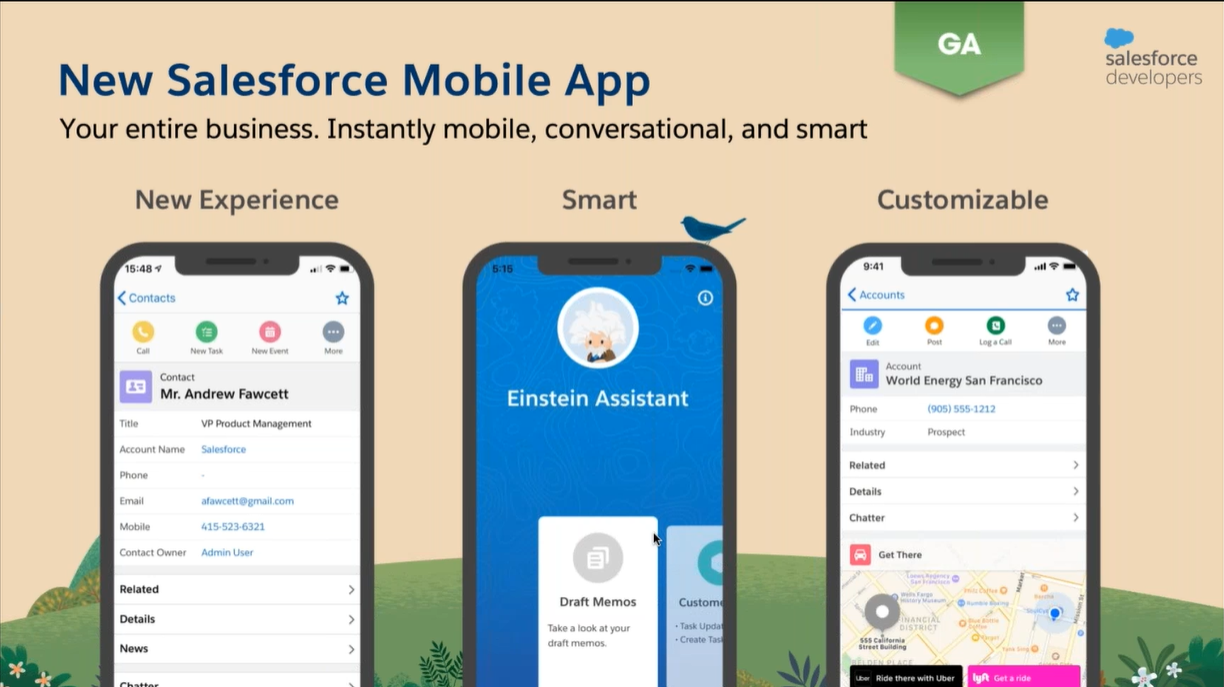 GA
salesforce
developers
New Salesforce Mobile App
Your entire business. Instantly mobile, conversational, and smart
New Experience
Smart
Customizable
15:48
Contacts
Call
New Task
New Event
More
Contact
Mr. Andrew Fawcett
Title VP Product Management
Account Name Salesforce
Phone -
Email afawcett@gmail.com
Mobile 415-523-6321
Contact Owner Admin User
Related
Details
News
Chatter
5:15
Einstein Assistant
Draft Memos
Take a look at your
draft memos.
Custome
• Task Updat
• Create Task
9:41
Accounts
Edit
Post
Log a Call
More
Account
World Energy San Francisco
Phone (905) 555-1212
Industry Prospect
Related
Details
Chatter
Get There
Wells Fargo
History Museum
FINANCIAL
DISTRICT
555 California
Street Building
Uber Ride there with Uber
lyft Get a ride